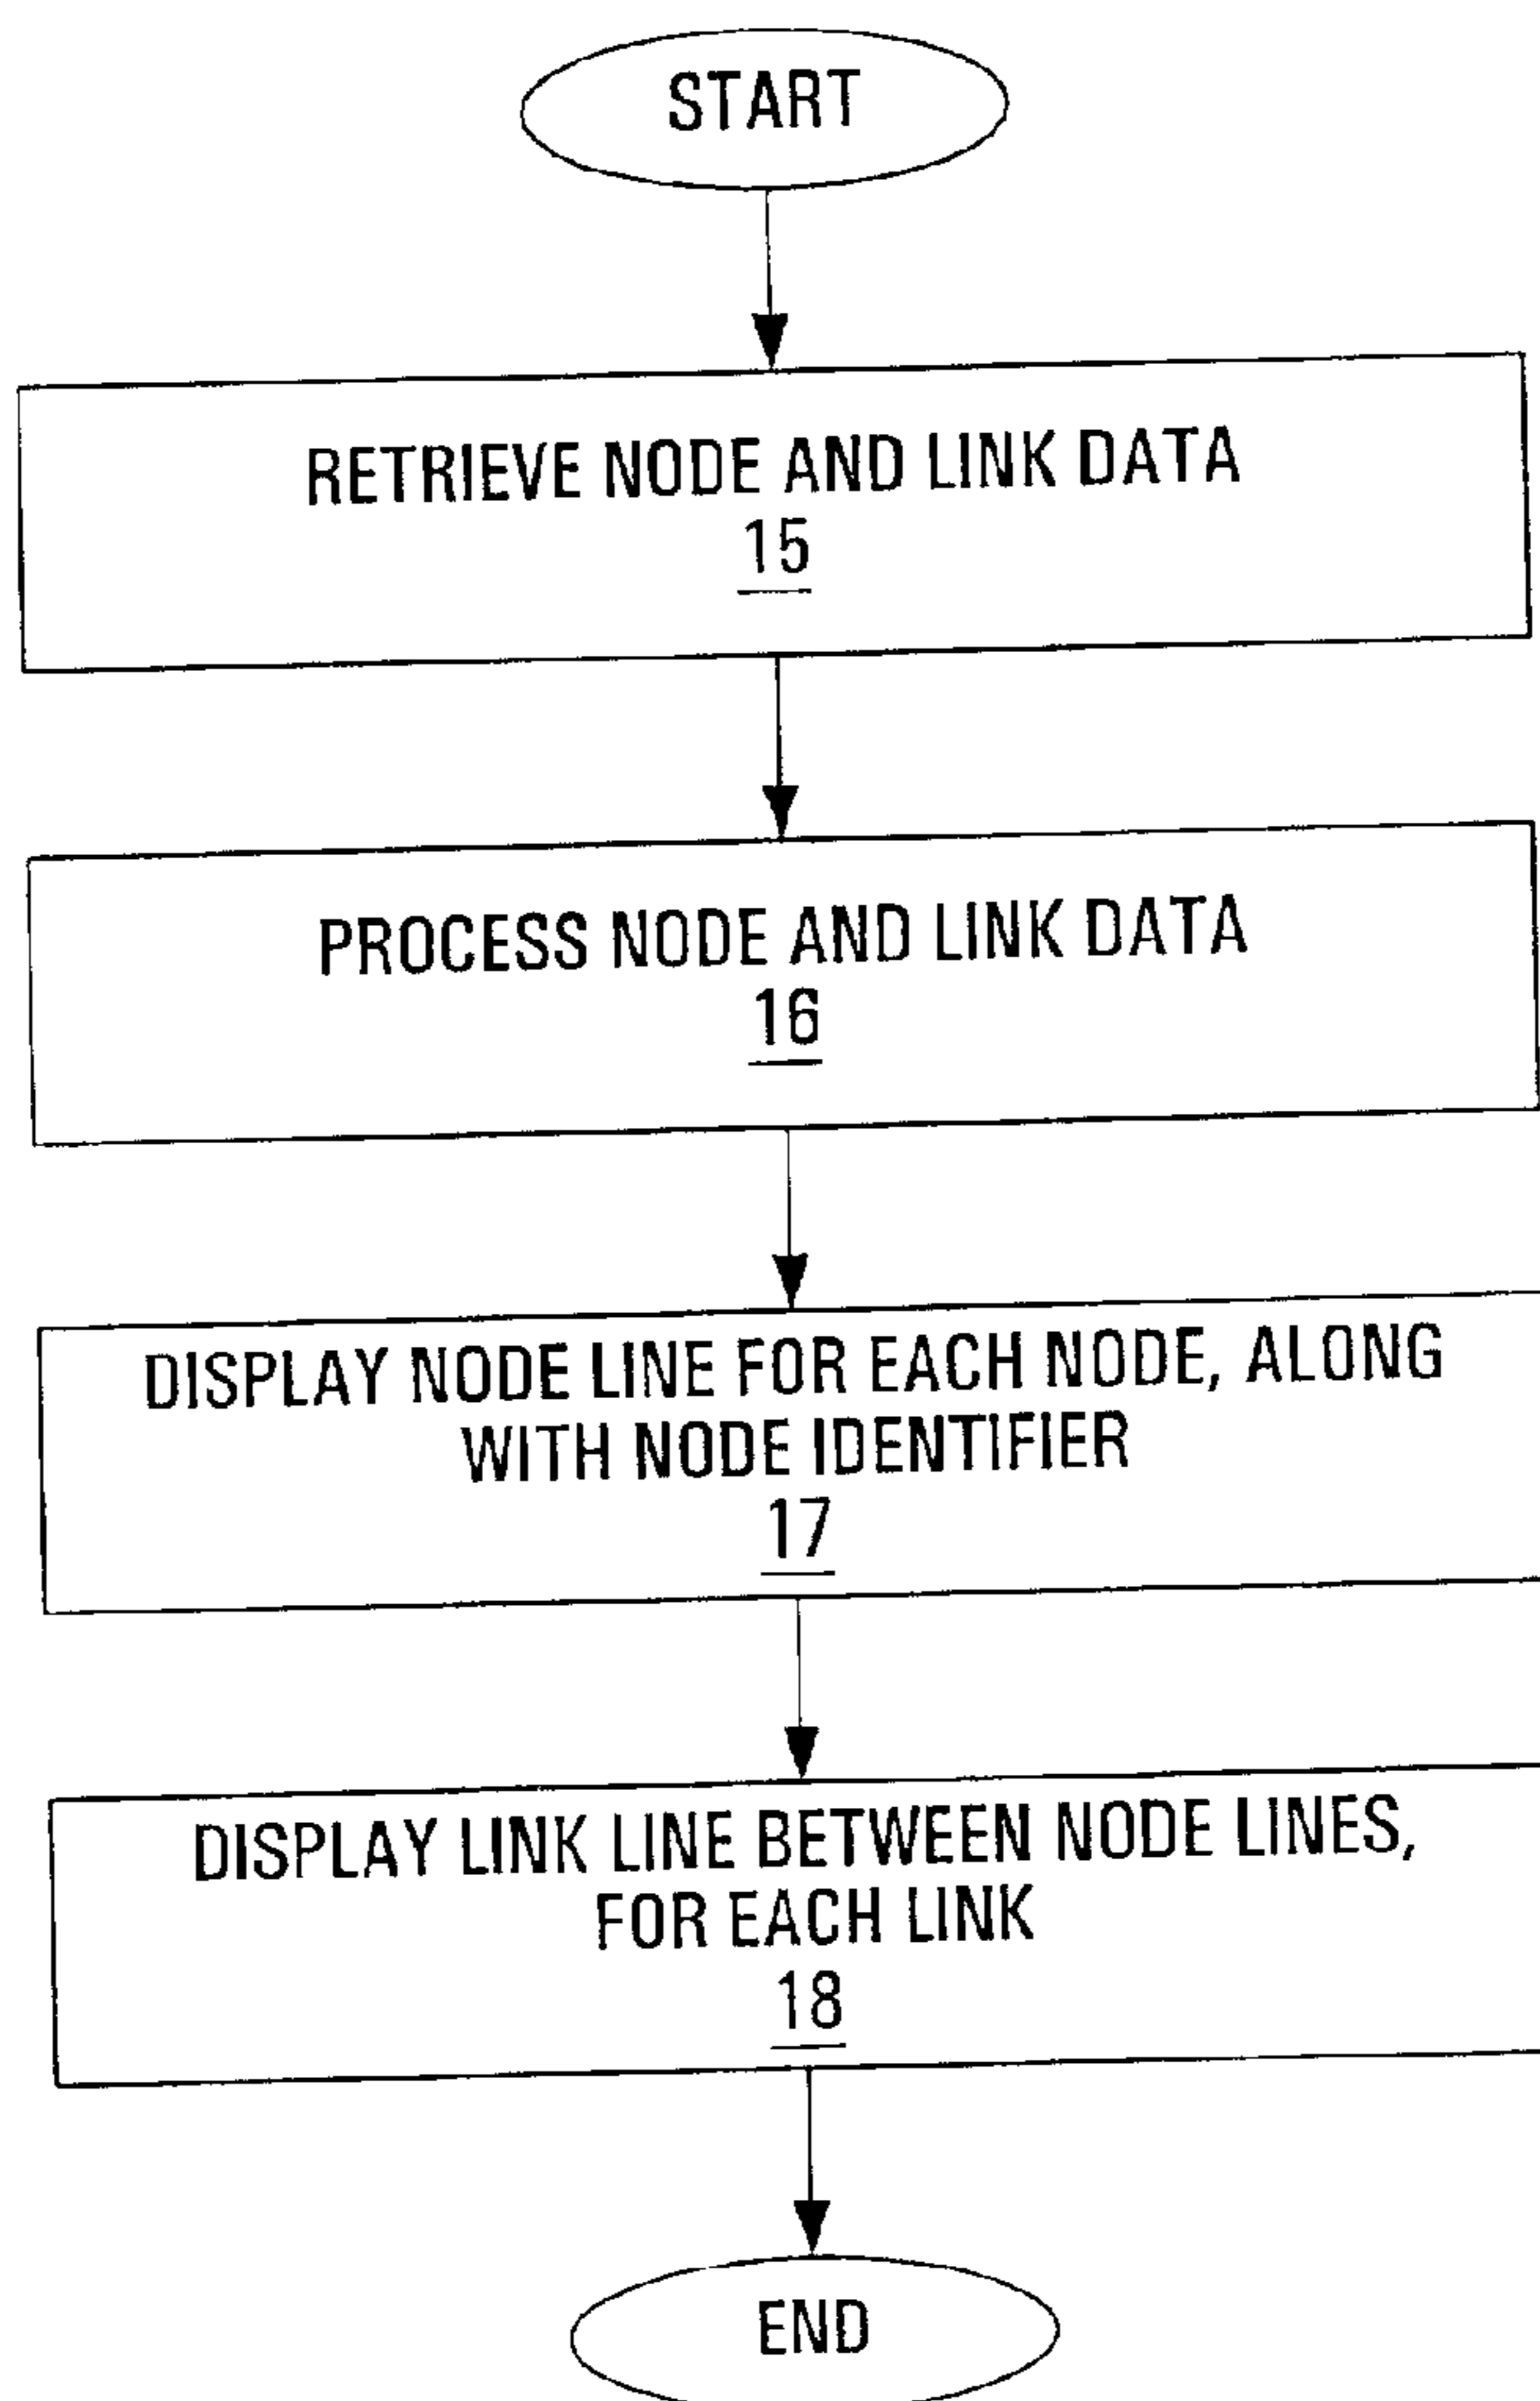 START
RETRIEVE NODE AND LINK DATA
15
PROCESS NODE AND LINK DATA
16
DISPLAY NODE LINE FOR EACH NODE, ALONG
WITH NODE IDENTIFIER
17
DISPLAY LINK LINE BETWEEN NODE LINES,
FOR EACH LINK
18
END